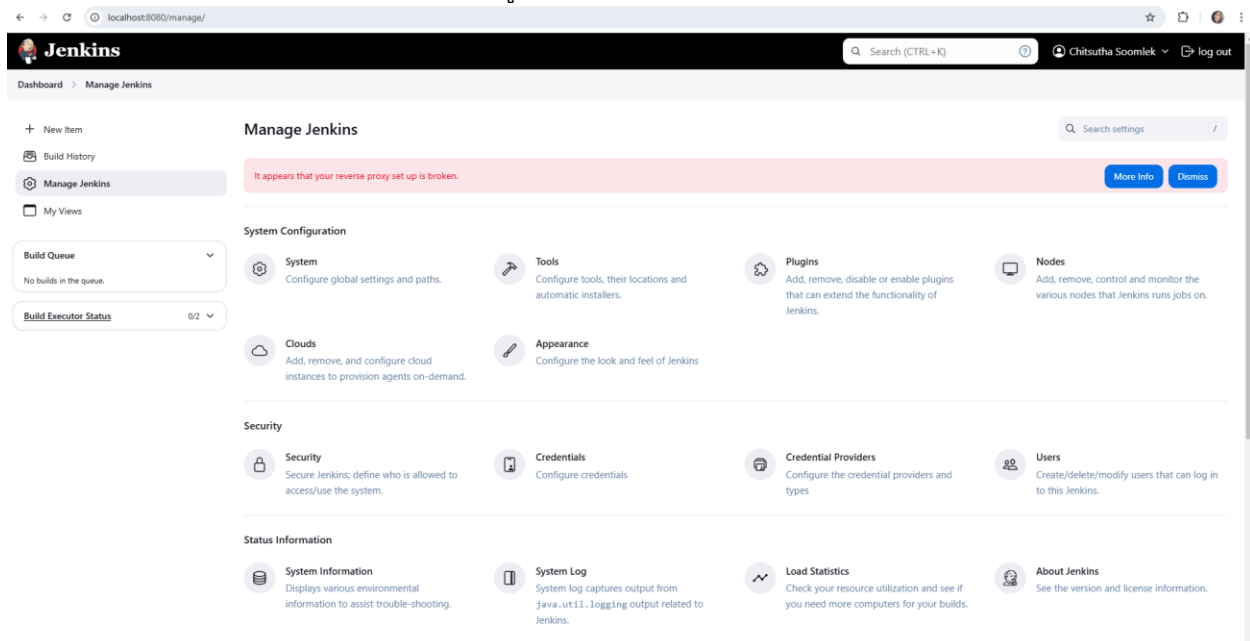 localhost:8080/manage/
Jenkins
Search (CTRL+K)
Chitsutha Soomlek
log out
Dashboard > Manage Jenkins
New Item
Build History
Manage Jenkins
My Views
Build Queue
No builds in the queue.
Build Executor Status 0/2
Manage Jenkins
Search settings /
It appears that your reverse proxy set up is broken.
More Info
Dismiss
System Configuration
System
Configure global settings and paths.
Tools
Configure tools, their locations and
automatic installers.
Plugins
Add, remove, disable or enable plugins
that can extend the functionality of
Jenkins.
Nodes
Add, remove, control and monitor the
various nodes that Jenkins runs jobs on.
Clouds
Add, remove, and configure cloud
instances to provision agents on-demand.
Appearance
Configure the look and feel of Jenkins
Security
Security
Secure Jenkins; define who is allowed to
access/use the system.
Credentials
Configure credentials
Credential Providers
Configure the credential providers and
types
Users
Create/delete/modify users that can log in
to this Jenkins.
Status Information
System Information
Displays various environmental
information to assist trouble-shooting.
System Log
System log captures output from
java.util.logging output related to
Jenkins.
Load Statistics
Check your resource utilization and see if
you need more computers for your builds.
About Jenkins
See the version and license information.